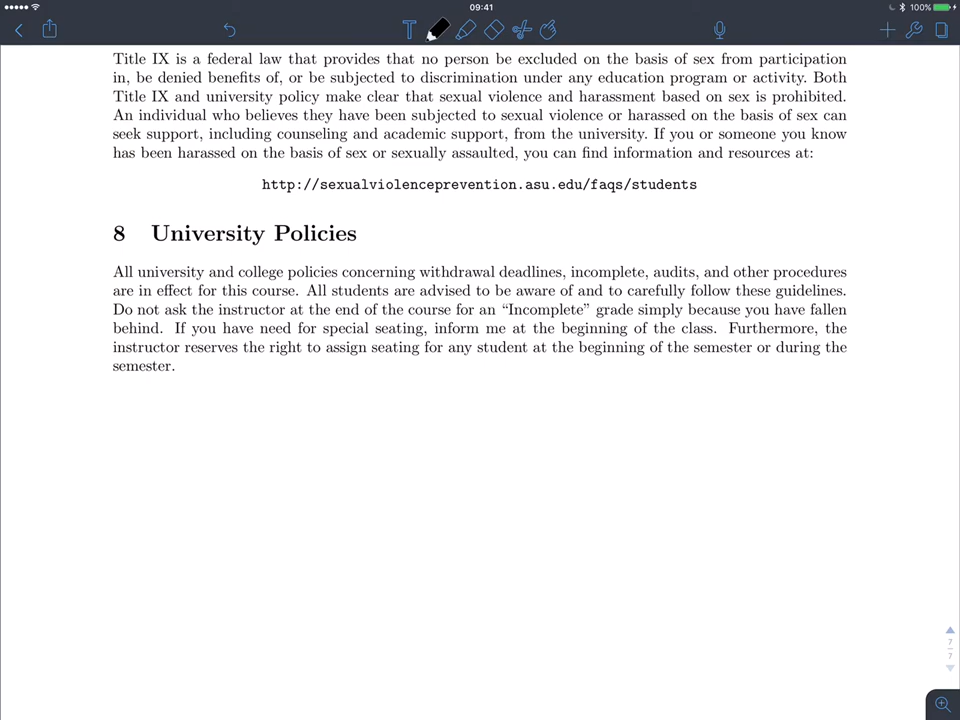 09:41
100%
T
Title IX is a federal law that provides that no person be excluded on the basis of sex from participation
in, be denied benefits of, or be subjected to discrimination under any education program or activity. Both
Title IX and university policy make clear that sexual violence and harassment based on sex is prohibited.
An individual who believes they have been subjected to sexual violence or harassed on the basis of sex can
seek support, including counseling and academic support, from the university. If you or someone you know
has been harassed on the basis of sex or sexually assaulted, you can find information and resources at:
http://sexualviolenceprevention.asu.edu/faqs/students
8 University Policies
All university and college policies concerning withdrawal deadlines, incomplete, audits, and other procedures
are in effect for this course. All students are advised to be aware of and to carefully follow these guidelines.
Do not ask the instructor at the end of the course for an “Incomplete” grade simply because you have fallen
behind. If you have need for special seating, inform me at the beginning of the class. Furthermore, the
instructor reserves the right to assign seating for any student at the beginning of the semester or during the
semester.
7
7